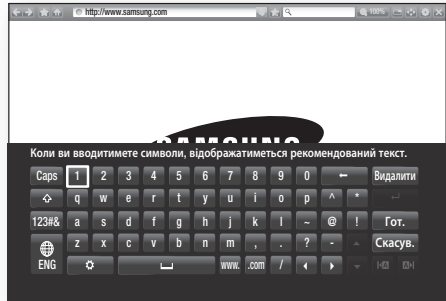 http://www.samsung.com 100%
SAMSUNG
Коли ви вводитимете символи, відображатиметься рекомендований текст.
Caps 1 2 3 4 5 6 7 8 9 0 Видалити
q w e r t y u i o p ^ *
123#& a s d f g h j k l ~ @ ! Гот.
z x c v b n m , . ? - Скасув.
ENG www. .com /